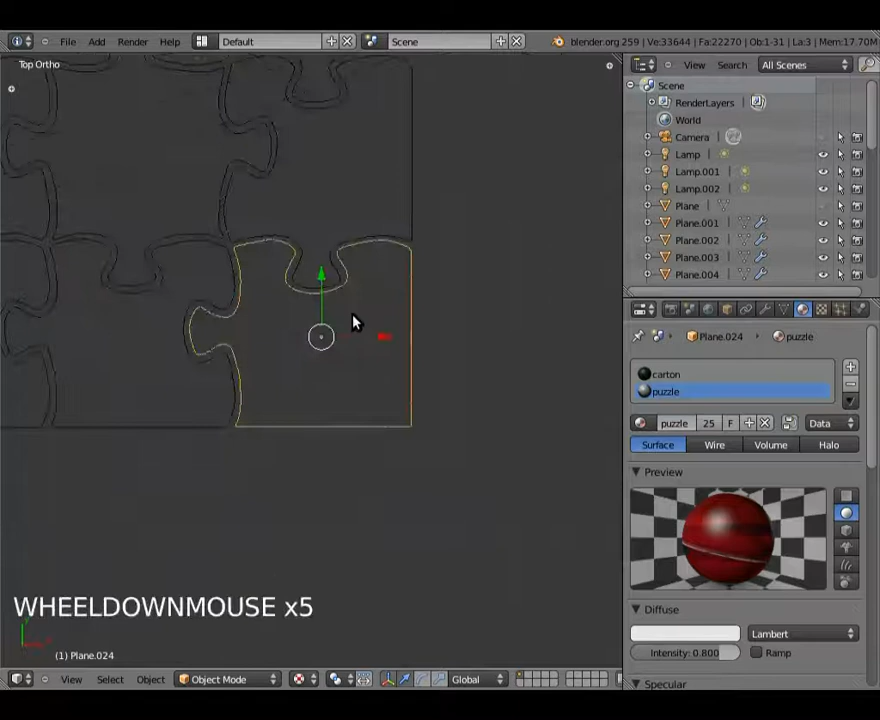 File Add Render Help Default Scene blender.org 259 | Ve:33644 | Fa:22270 | Ob:1-31 | La:3 | Mem:17.70M
Top Ortho
View Search All Scenes
Scene
RenderLayers
World
Camera
Lamp
Lamp.001
Lamp.002
Plane
Plane.001
Plane.002
Plane.003
Plane.004
Plane.024 puzzle
carton
puzzle
puzzle 25 F Data
Surface Wire Volume Halo
Preview
Diffuse
Lambert
Intensity: 0.800 Ramp
Specular
WHEELDOWNMOUSE x5
(1) Plane.024
View Select Object Object Mode Global